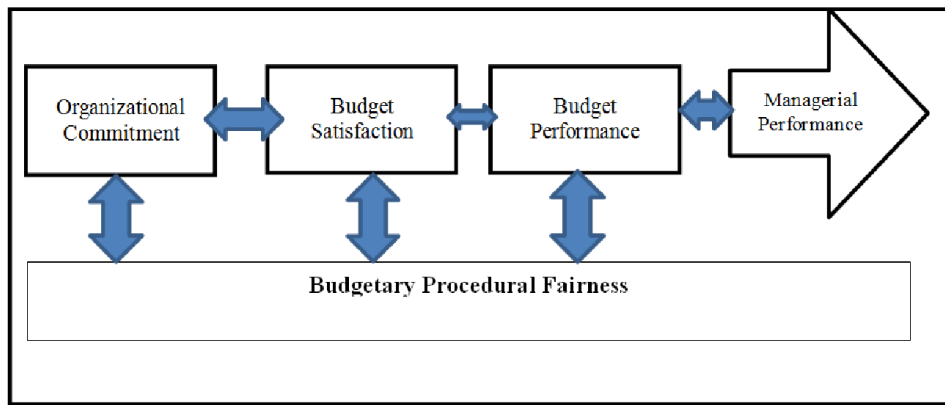 Organizational
Commitment
Budget
Satisfaction
Budget
Performance
Managerial
Performance
Budgetary Procedural Fairness